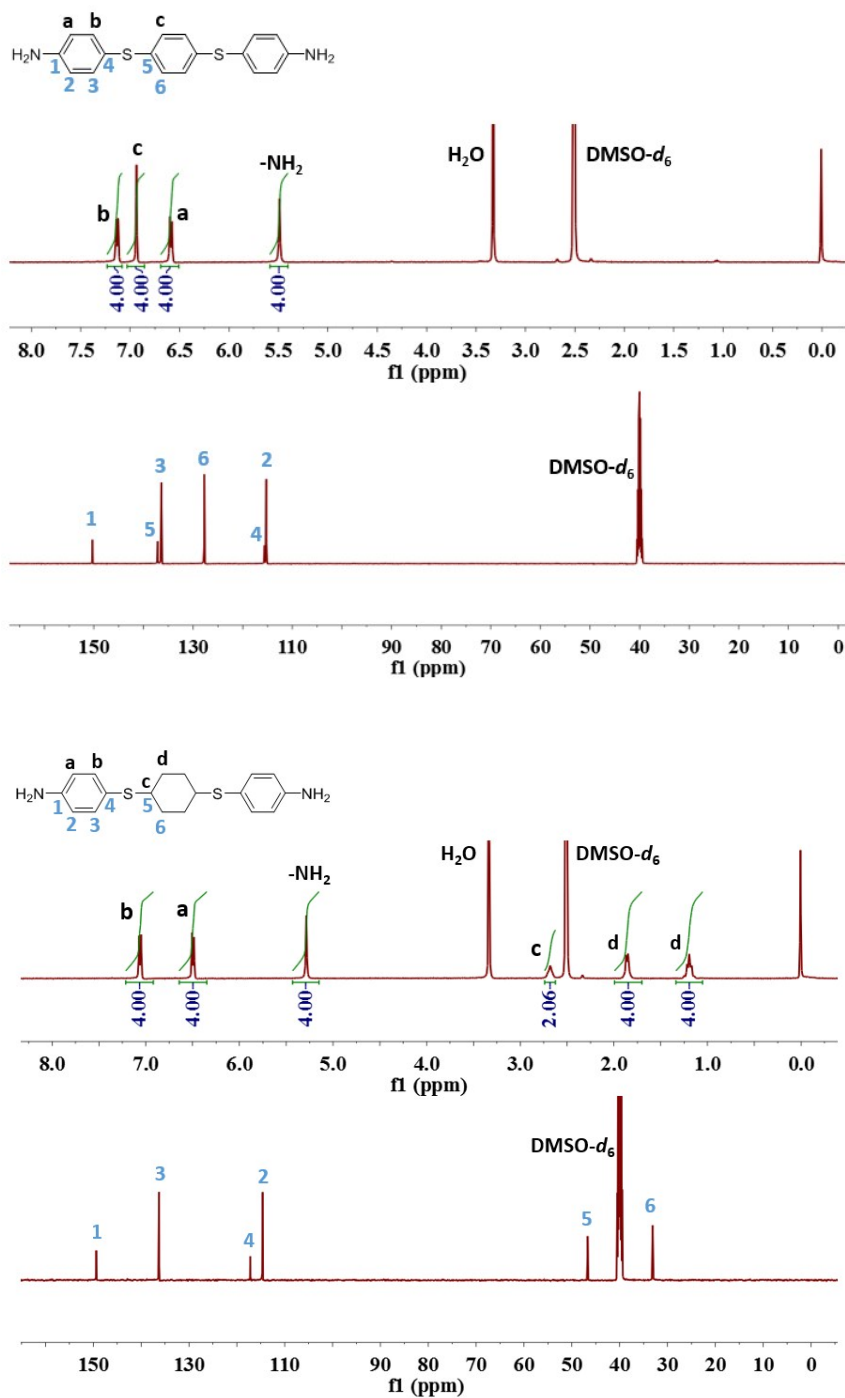 a b c
H₂N S S NH₂
1 4 5
2 3 6
b c a -NH₂ H₂O DMSO-d₆
4.00 4.00 4.00 4.00
8.0 7.5 7.0 6.5 6.0 5.5 5.0 4.5 4.0 3.5 3.0 2.5 2.0 1.5 1.0 0.5 0.0
f1 (ppm)
1 5 3 6 4 2 DMSO-d₆
150 130 110 90 80 70 60 50 40 30 20 10 0
f1 (ppm)
a b c d
H₂N S S NH₂
1 4 5
2 3 6
b a -NH₂ H₂O DMSO-d₆ c d d
4.00 4.00 4.00 2.06 4.00 4.00
8.0 7.0 6.0 5.0 4.0 3.0 2.0 1.0 0.0
f1 (ppm)
1 3 4 2 DMSO-d₆ 5 6
150 130 110 90 80 70 60 50 40 30 20 10 0
f1 (ppm)